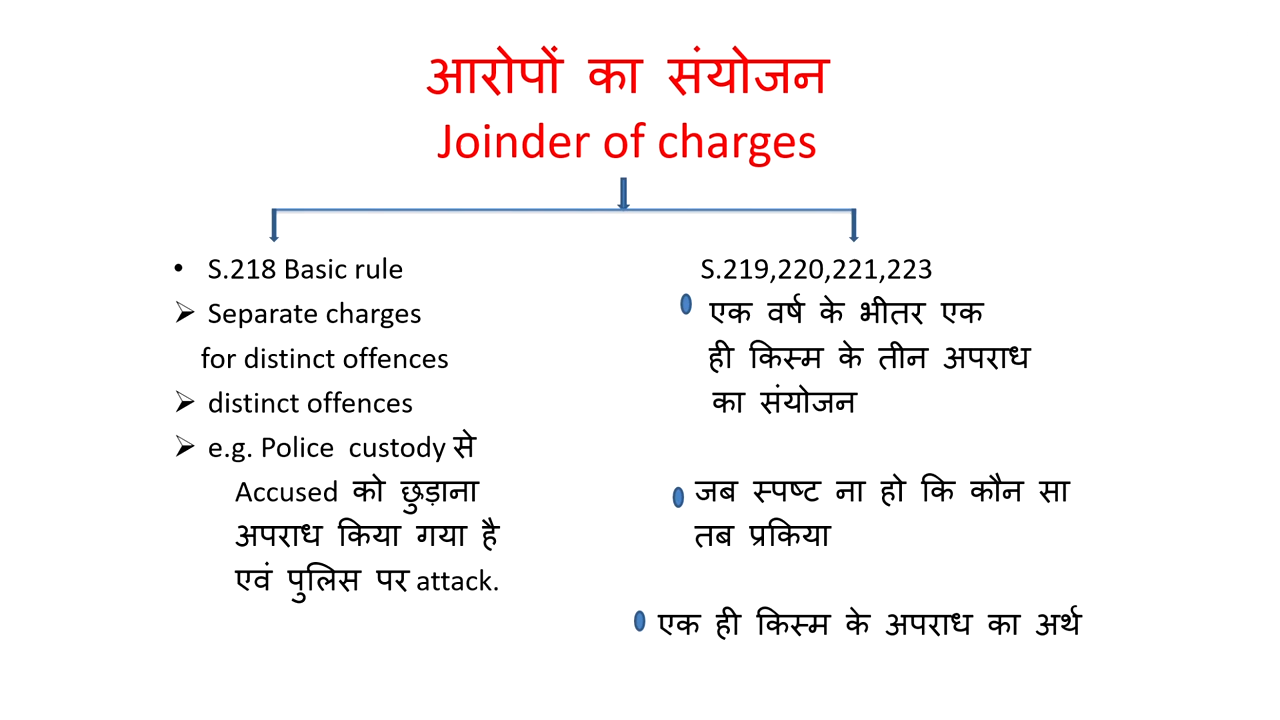 आरोपों का संयोजन
Joinder of charges
• S.218 Basic rule
➢ Separate charges
for distinct offences
➢ distinct offences
➢ e.g. Police custody से
Accused को छुड़ाना
अपराध किया गया है
एवं पुलिस पर attack.
S.219,220,221,223
एक वर्ष के भीतर एक
ही किस्म के तीन अपराध
का संयोजन
जब स्पष्ट ना हो कि कौन सा
तब प्रकिया
एक ही किस्म के अपराध का अर्थ